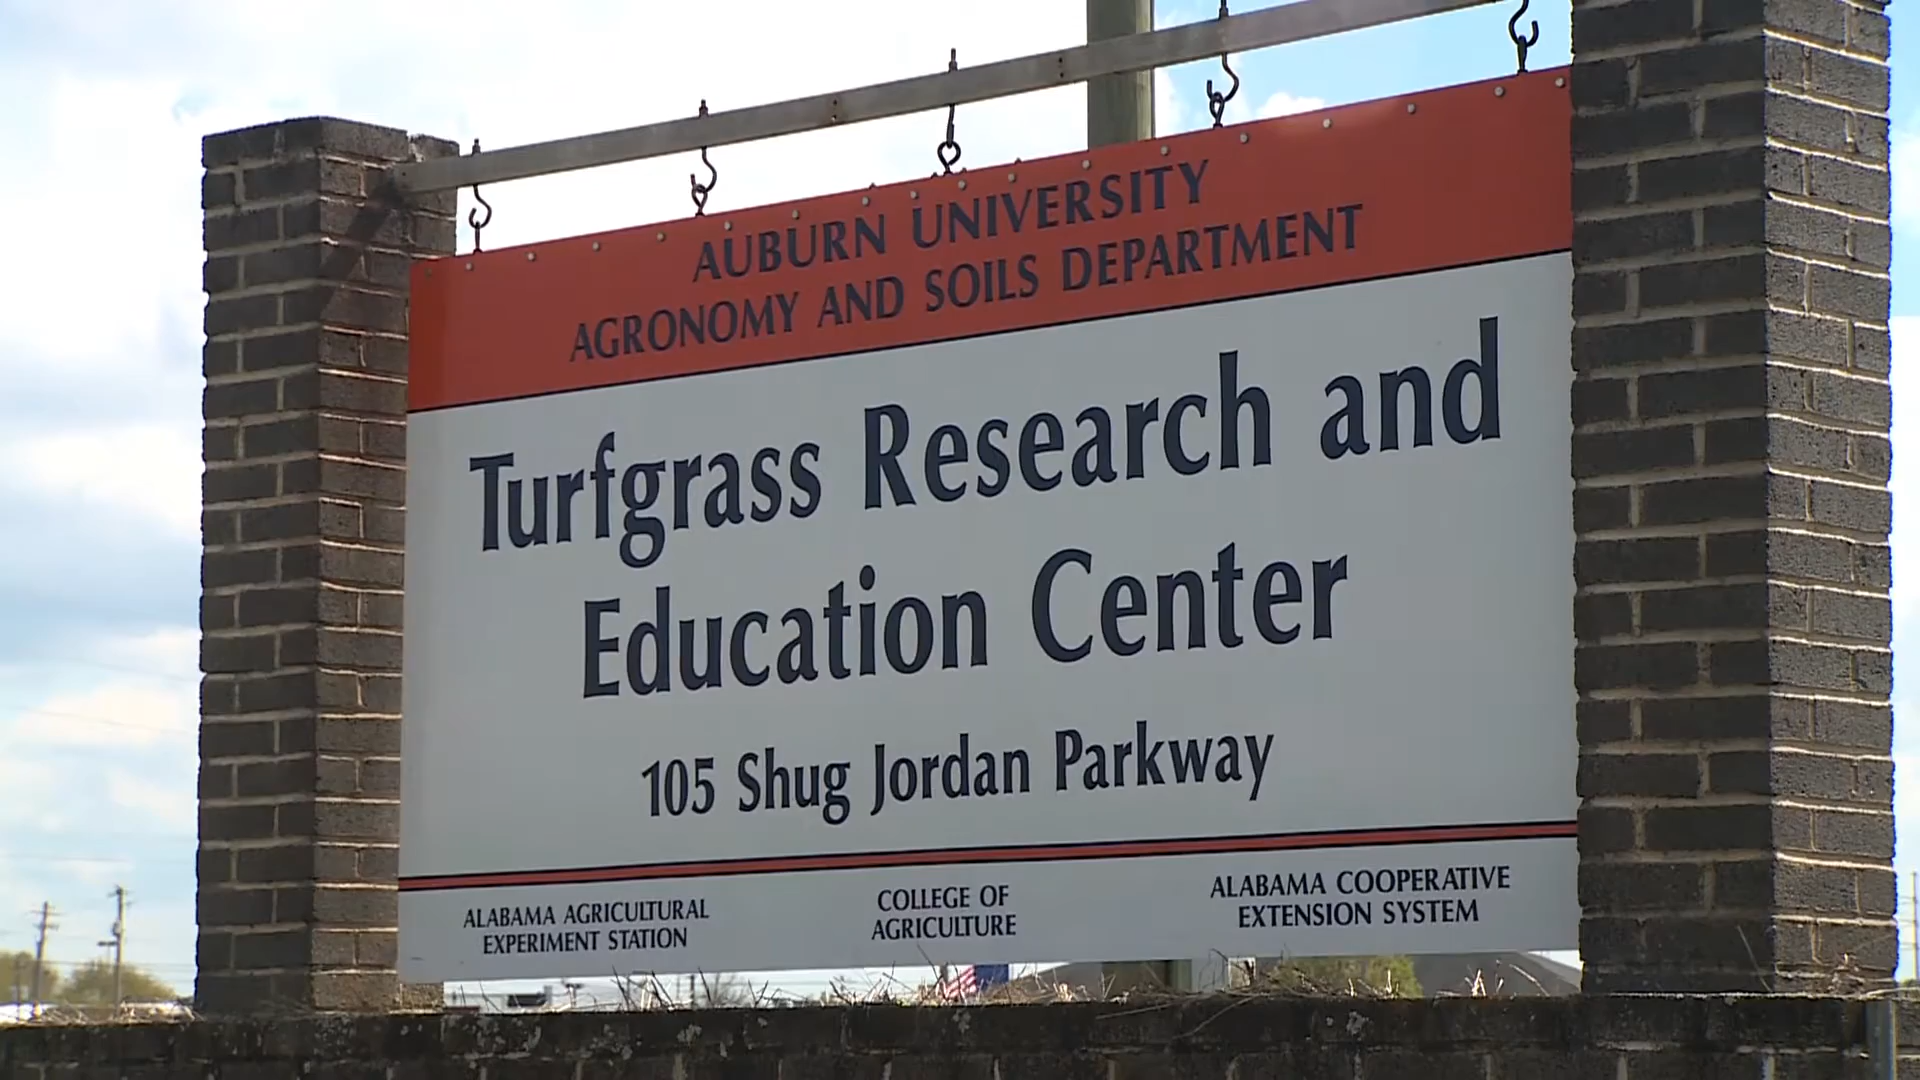 AUBURN UNIVERSITY
AGRONOMY AND SOILS DEPARTMENT
Turfgrass Research and
Education Center
105 Shug Jordan Parkway
ALABAMA AGRICULTURAL
EXPERIMENT STATION
COLLEGE OF
AGRICULTURE
ALABAMA COOPERATIVE
EXTENSION SYSTEM